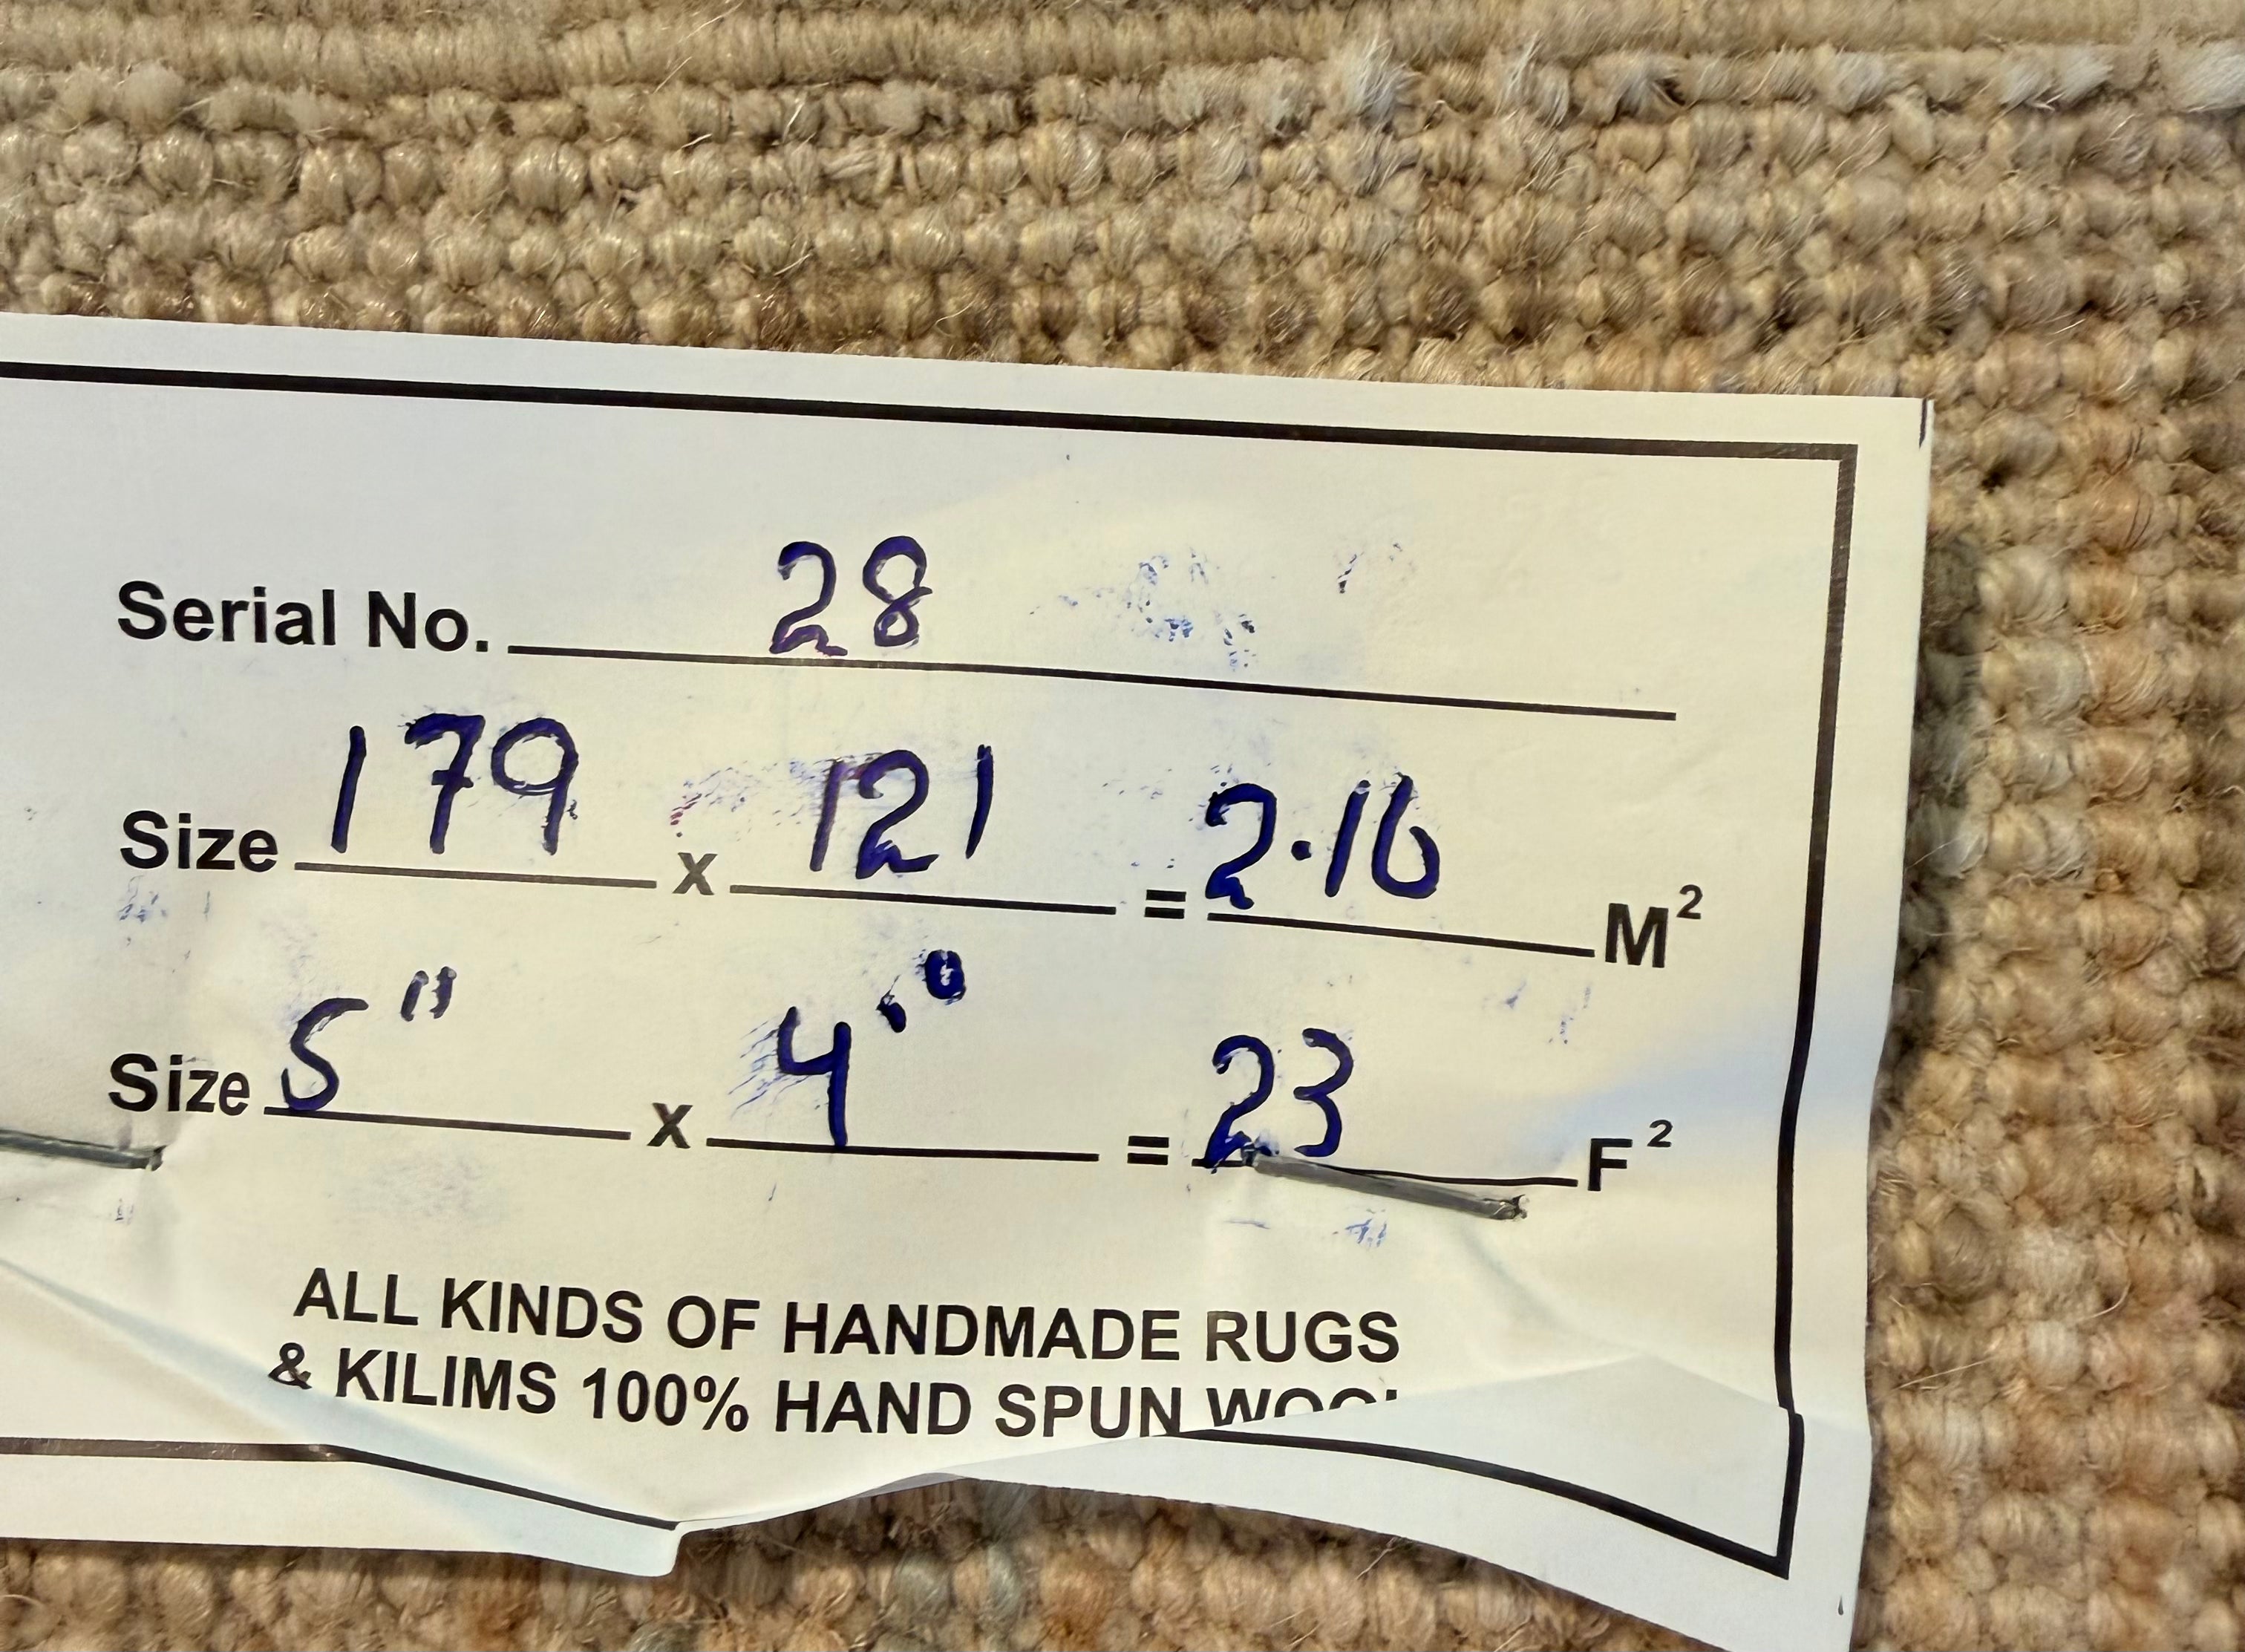 Serial No. 28
Size 179 x 121 = 2.16 M²
Size 5" x 4'0 = 23 F²
ALL KINDS OF HANDMADE RUGS
& KILIMS 100% HAND SPUN